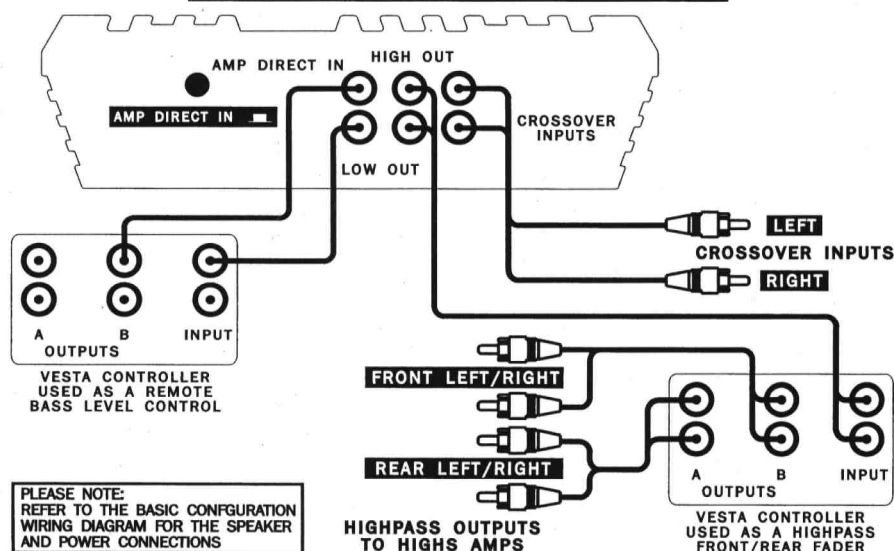 AMP DIRECT IN
HIGH OUT
AMP DIRECT IN
CROSSOVER
INPUTS
LOW OUT
LEFT
CROSSOVER INPUTS
RIGHT
A
B
INPUT
OUTPUTS
VESTA CONTROLLER
USED AS A REMOTE
BASS LEVEL CONTROL
FRONT LEFT/RIGHT
REAR LEFT/RIGHT
A
B
INPUT
OUTPUTS
PLEASE NOTE:
REFER TO THE BASIC CONFGURATION
WIRING DIAGRAM FOR THE SPEAKER
AND POWER CONNECTIONS
HIGHPASS OUTPUTS
TO HIGHS AMPS
VESTA CONTROLLER
USED AS A HIGHPASS
FRONT/REAR FADER